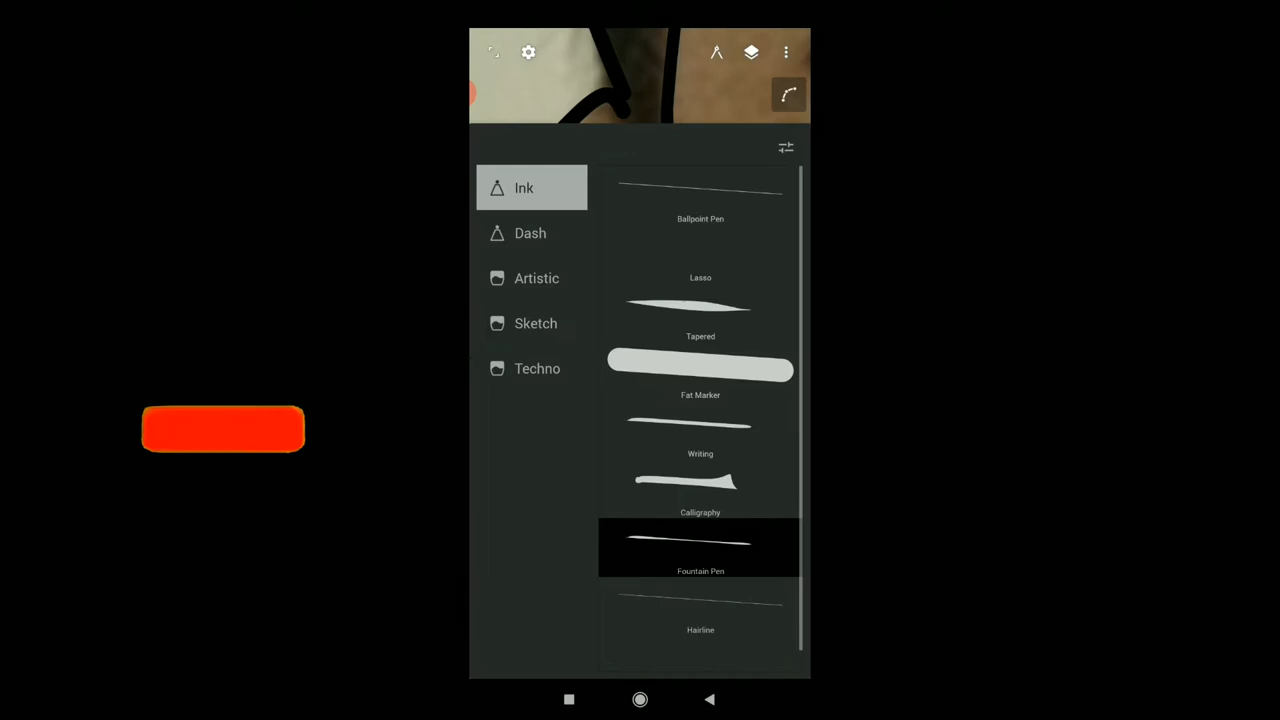 Ink
Dash
Artistic
Sketch
Techno
Ballpoint Pen
Lasso
Tapered
Fat Marker
Writing
Calligraphy
Fountain Pen
Hairline